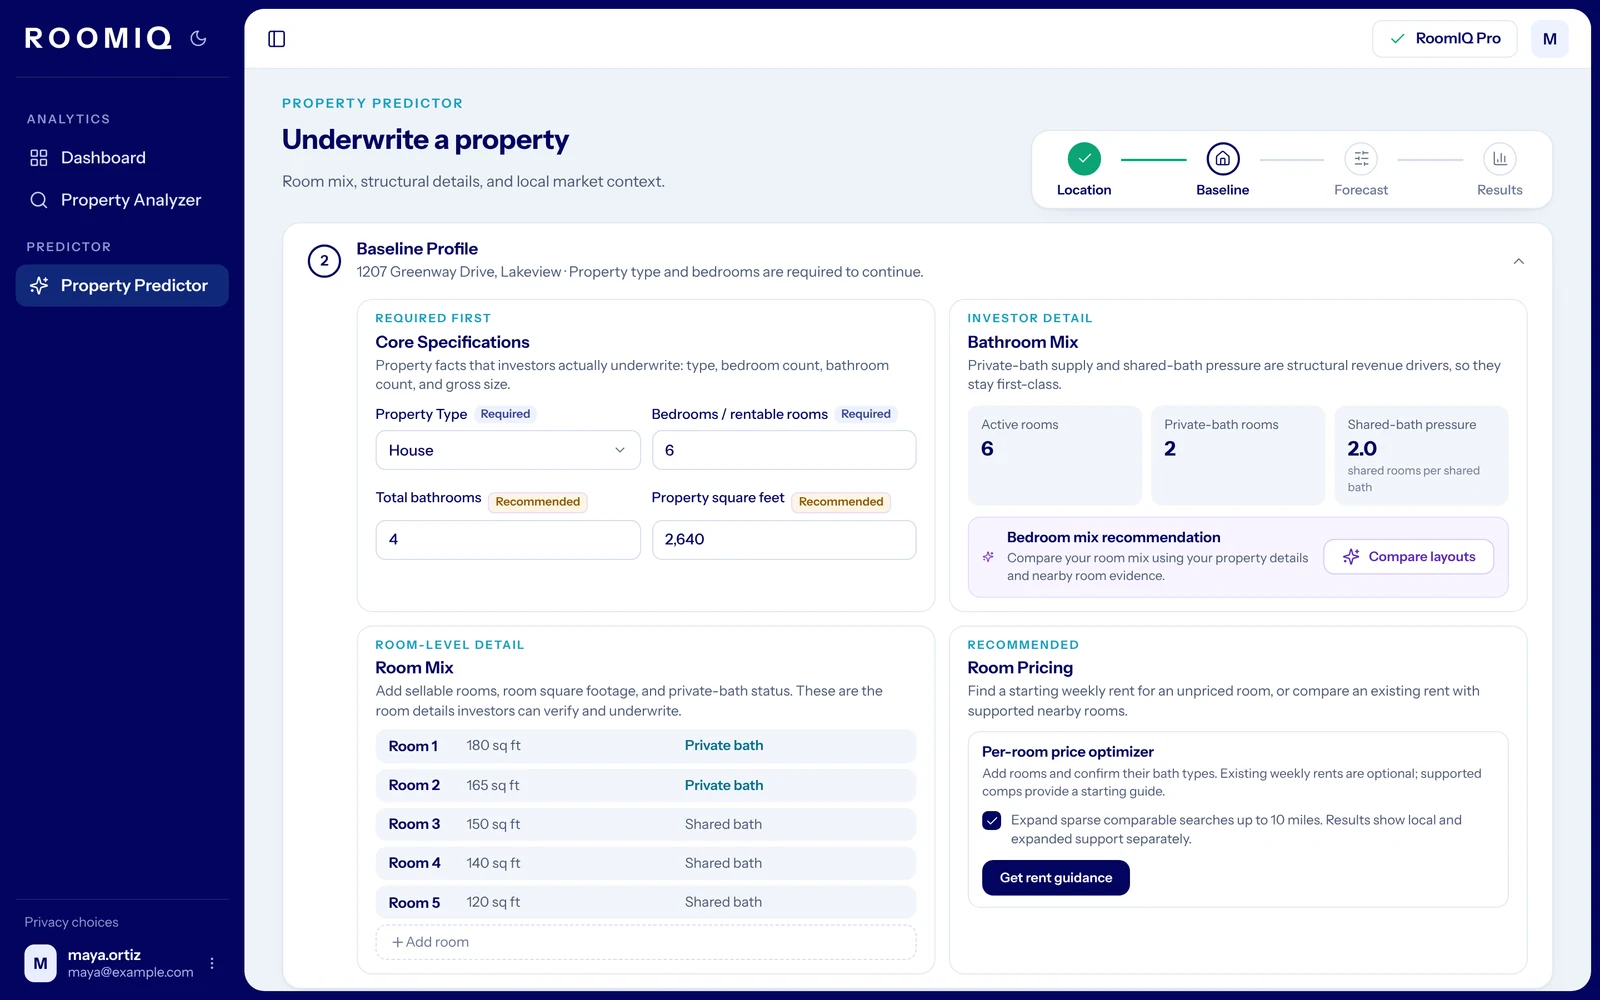 ROOMIQ
ANALYTICS
Dashboard
Property Analyzer
PREDICTOR
Property Predictor
Privacy choices
M
maya.ortiz
maya@example.com
RoomIQ Pro
M
PROPERTY PREDICTOR
Underwrite a property
Room mix, structural details, and local market context.
Location
Baseline
Forecast
Results
2
Baseline Profile
1207 Greenway Drive, Lakeview · Property type and bedrooms are required to continue.
REQUIRED FIRST
Core Specifications
Property facts that investors actually underwrite: type, bedroom count, bathroom
count, and gross size.
Property Type Required
House
Bedrooms / rentable rooms Required
6
Total bathrooms Recommended
4
Property square feet Recommended
2,640
INVESTOR DETAIL
Bathroom Mix
Private-bath supply and shared-bath pressure are structural revenue drivers, so they
stay first-class.
Active rooms
6
Private-bath rooms
2
Shared-bath pressure
2.0
shared rooms per shared
bath
Bedroom mix recommendation
Compare your room mix using your property details
and nearby room evidence.
Compare layouts
ROOM-LEVEL DETAIL
Room Mix
Add sellable rooms, room square footage, and private-bath status. These are the
room details investors can verify and underwrite.
Room 1 180 sq ft Private bath
Room 2 165 sq ft Private bath
Room 3 150 sq ft Shared bath
Room 4 140 sq ft Shared bath
Room 5 120 sq ft Shared bath
+ Add room
RECOMMENDED
Room Pricing
Find a starting weekly rent for an unpriced room, or compare an existing rent with
supported nearby rooms.
Per-room price optimizer
Add rooms and confirm their bath types. Existing weekly rents are optional; supported
comps provide a starting guide.
Expand sparse comparable searches up to 10 miles. Results show local and
expanded support separately.
Get rent guidance